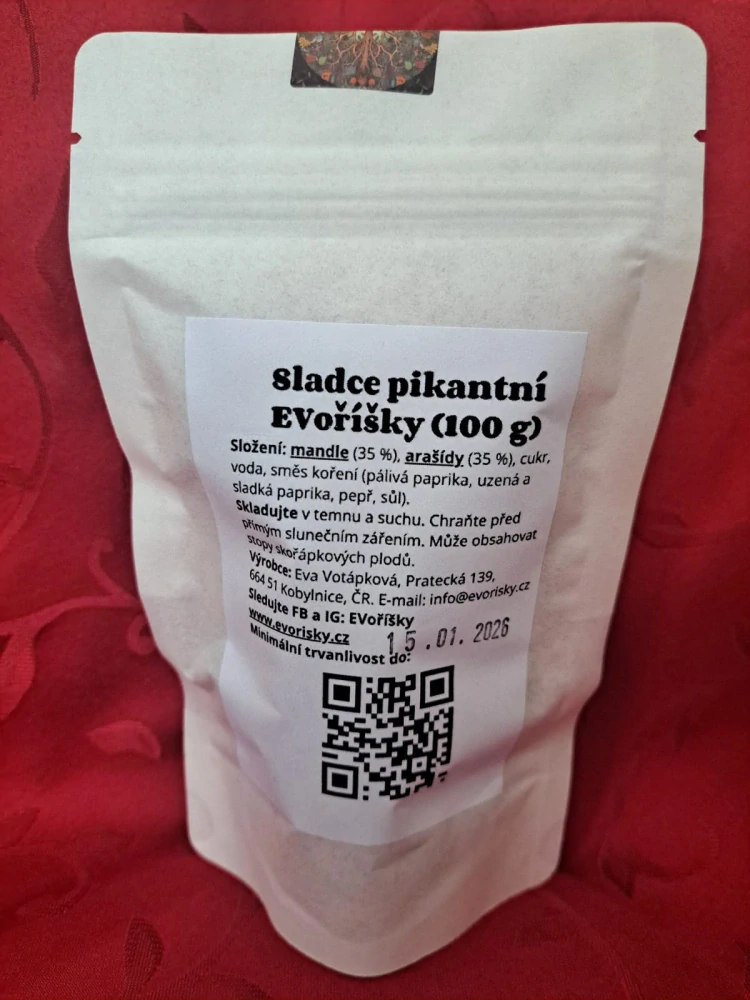 Sladce pikantní
EVoříšky (100 g)
Složení: mandle (35 %), arašídy (35 %), cukr,
voda, směs koření (pálivá paprika, uzená a
sladká paprika, pepř, sůl).
Skladujte v temnu a suchu. Chraňte před
přímým slunečním zářením. Může obsahovat
stopy skořápkových plodů.
Výrobce: Eva Votápková, Pratecká 139,
664 51 Kobylnice, ČR. E-mail: info@evorisky.cz
Sledujte FB a IG: EVoříšky
www.evorisky.cz
Minimální trvanlivost do: 15.01.2026